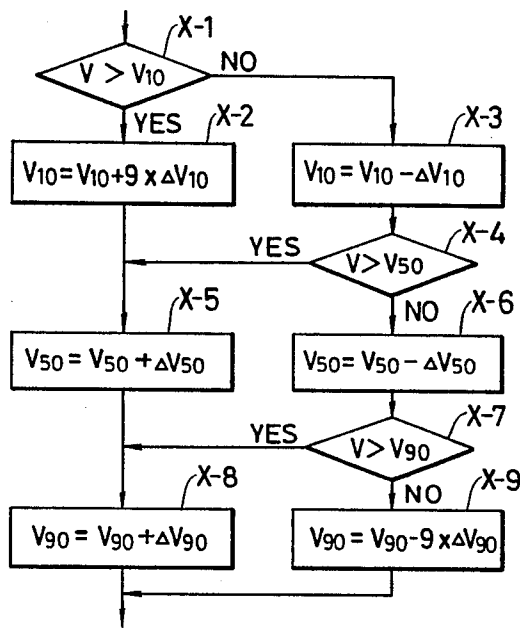 X-1
V > V10
NO
YES
X-2
X-3
V10=V10+9 x ΔV10
V10=V10-ΔV10
X-4
YES
V>V50
X-5
NO
X-6
V50=V50+ΔV50
V50=V50-ΔV50
X-7
YES
V>V90
X-8
NO
X-9
V90=V90+ΔV90
V90=V90-9 xΔV90